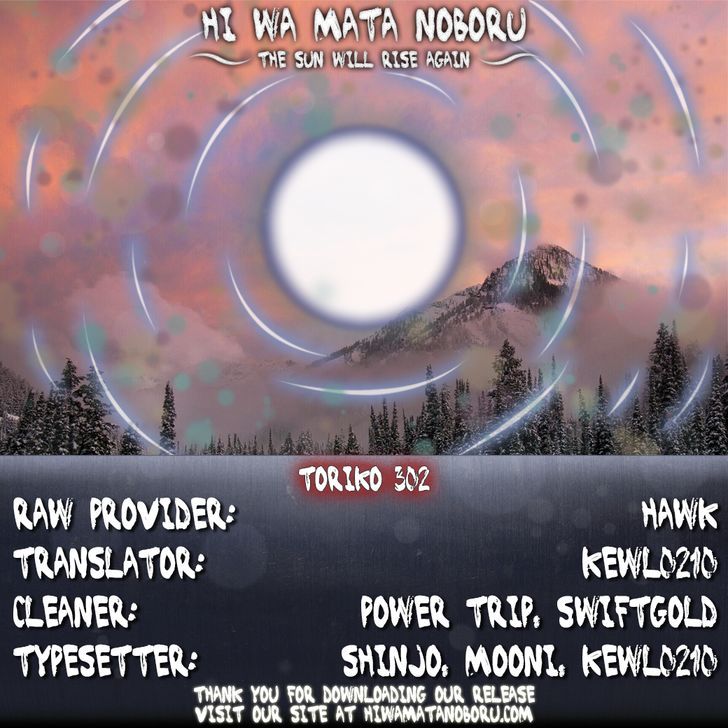 HI WA MATA NOBORU
THE SUN WILL RISE AGAIN
TORIKO 302
RAW PROVIDER: HAWK
TRANSLATOR: KEWL0210
CLEANER: POWER TRIP, SWIFTGOLD
TYPESETTER: SHINJO, MOONI, KEWL0210
THANK YOU FOR DOWNLOADING OUR RELEASE
VISIT OUR SITE AT HIWAMATANOBORU.COM